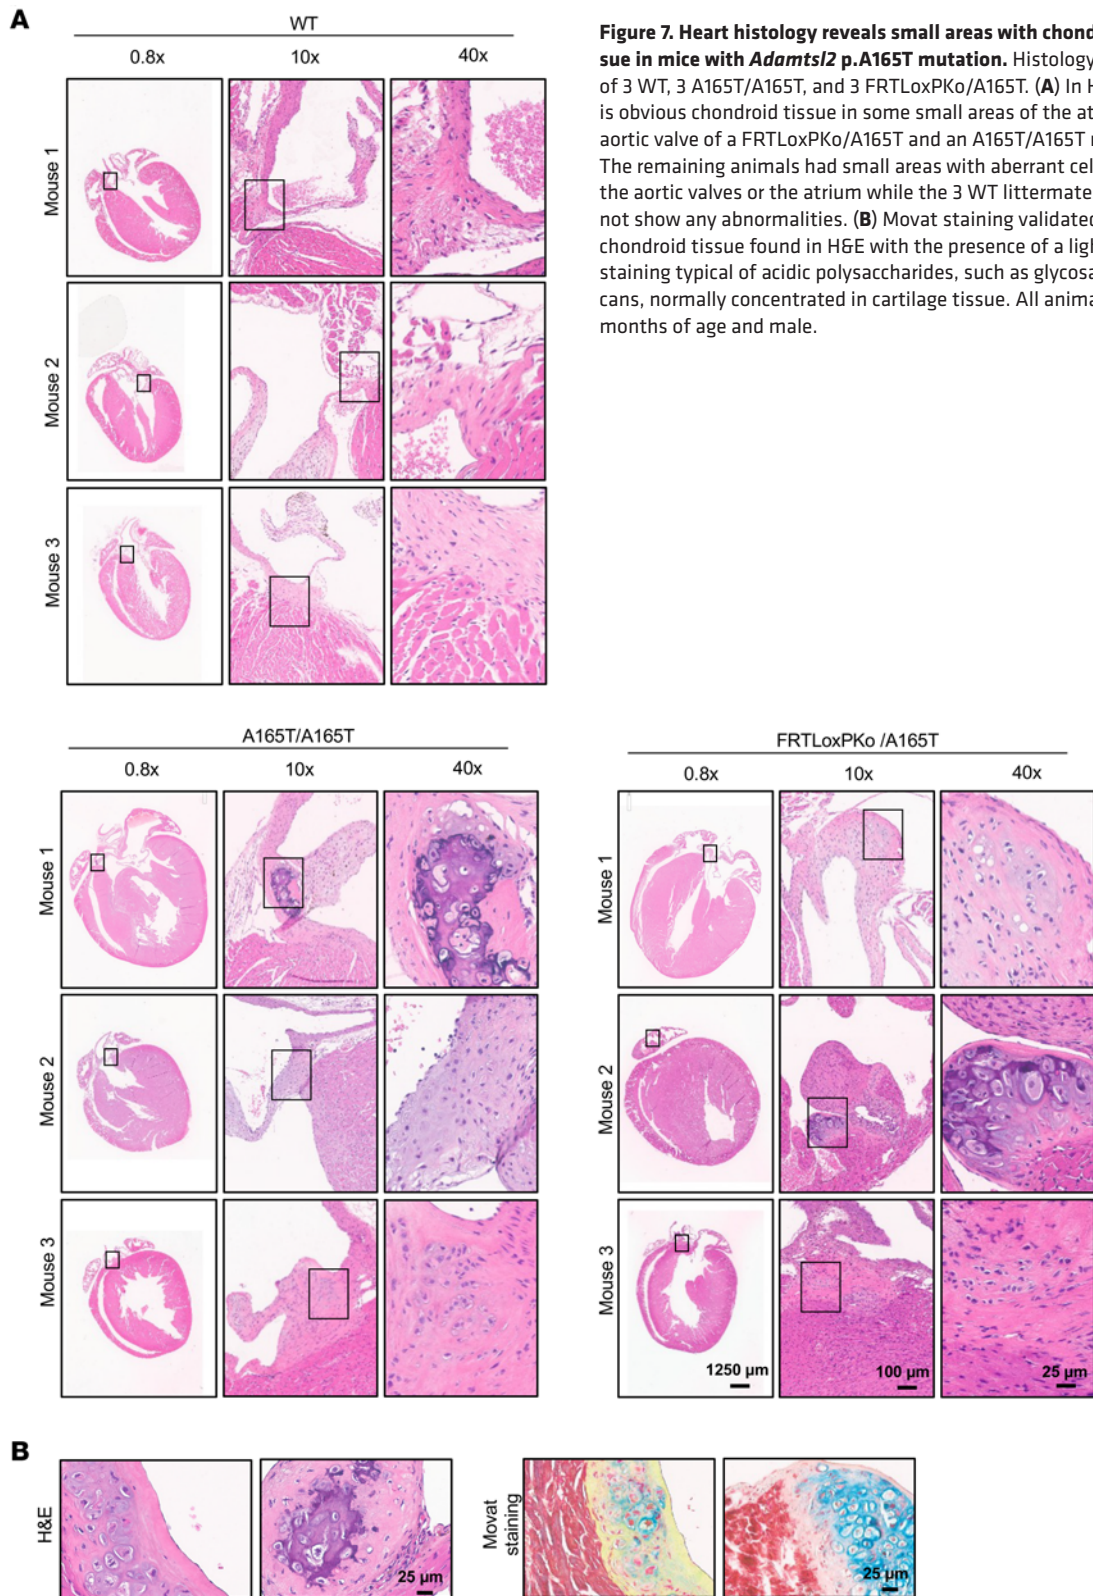 A
WT
0.8x 10x 40x
Mouse 1
Mouse 2
Mouse 3
Figure 7. Heart histology reveals small areas with chond
sue in mice with Adamtsl2 p.A165T mutation. Histology
of 3 WT, 3 A165T/A165T, and 3 FRTLoxPKo/A165T. (A) In H
is obvious chondroid tissue in some small areas of the at
aortic valve of a FRTLoxPKo/A165T and an A165T/A165T
The remaining animals had small areas with aberrant cel
the aortic valves or the atrium while the 3 WT littermate
not show any abnormalities. (B) Movat staining validated
chondroid tissue found in H&E with the presence of a ligh
staining typical of acidic polysaccharides, such as glycosa
cans, normally concentrated in cartilage tissue. All anima
months of age and male.
A165T/A165T
0.8x 10x 40x
Mouse 1
Mouse 2
Mouse 3
FRTLoxPKo /A165T
0.8x 10x 40x
Mouse 1
Mouse 2
Mouse 3
1250 µm 100 µm 25 µm
B
H&E
25 µm
Movat
staining
25 µm